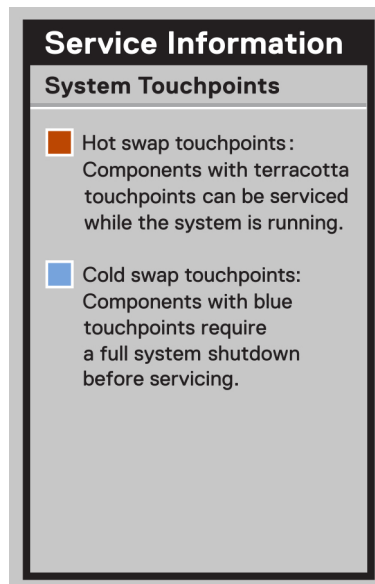 Service Information
System Touchpoints
Hot swap touchpoints:
Components with terracotta
touchpoints can be serviced
while the system is running.
Cold swap touchpoints:
Components with blue
touchpoints require
a full system shutdown
before servicing.